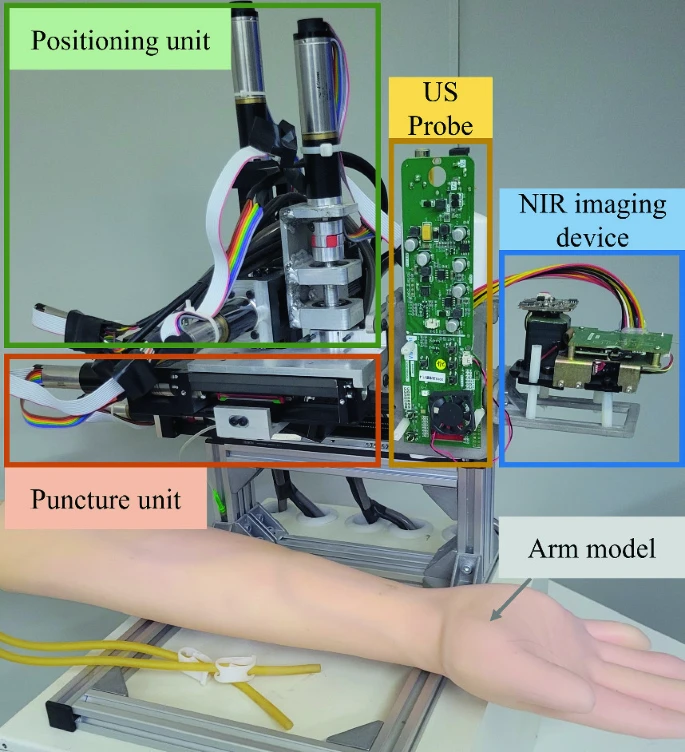 Positioning unit
US
Probe
NIR imaging
device
Puncture unit
Arm model